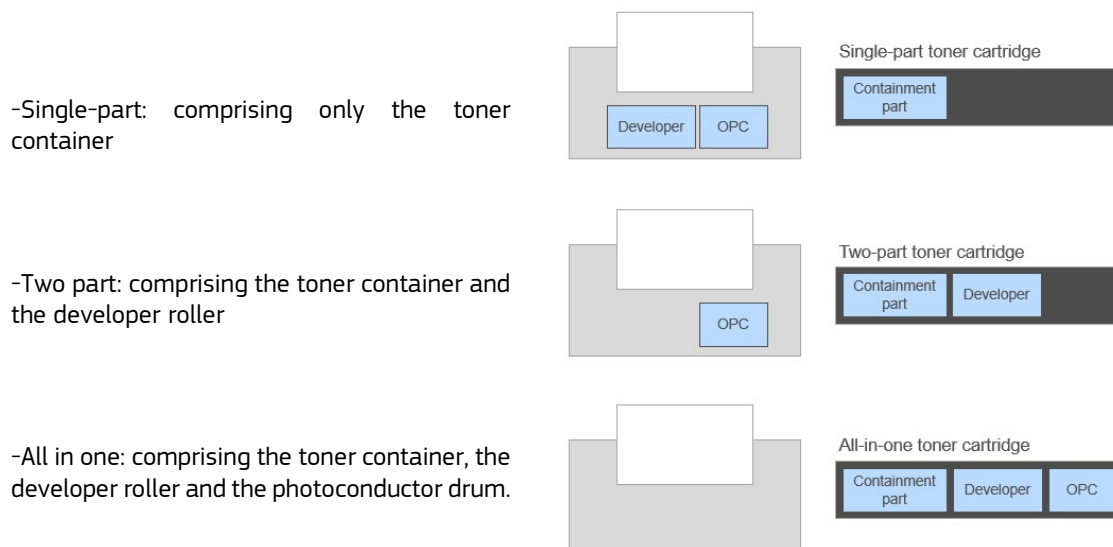 -Single-part: comprising only the toner
container
Developer
OPC
Single-part toner cartridge
Containment
part
-Two part: comprising the toner container and
the developer roller
OPC
Two-part toner cartridge
Containment
part
Developer
-All in one: comprising the toner container, the
developer roller and the photoconductor drum.
All-in-one toner cartridge
Containment
part
Developer
OPC